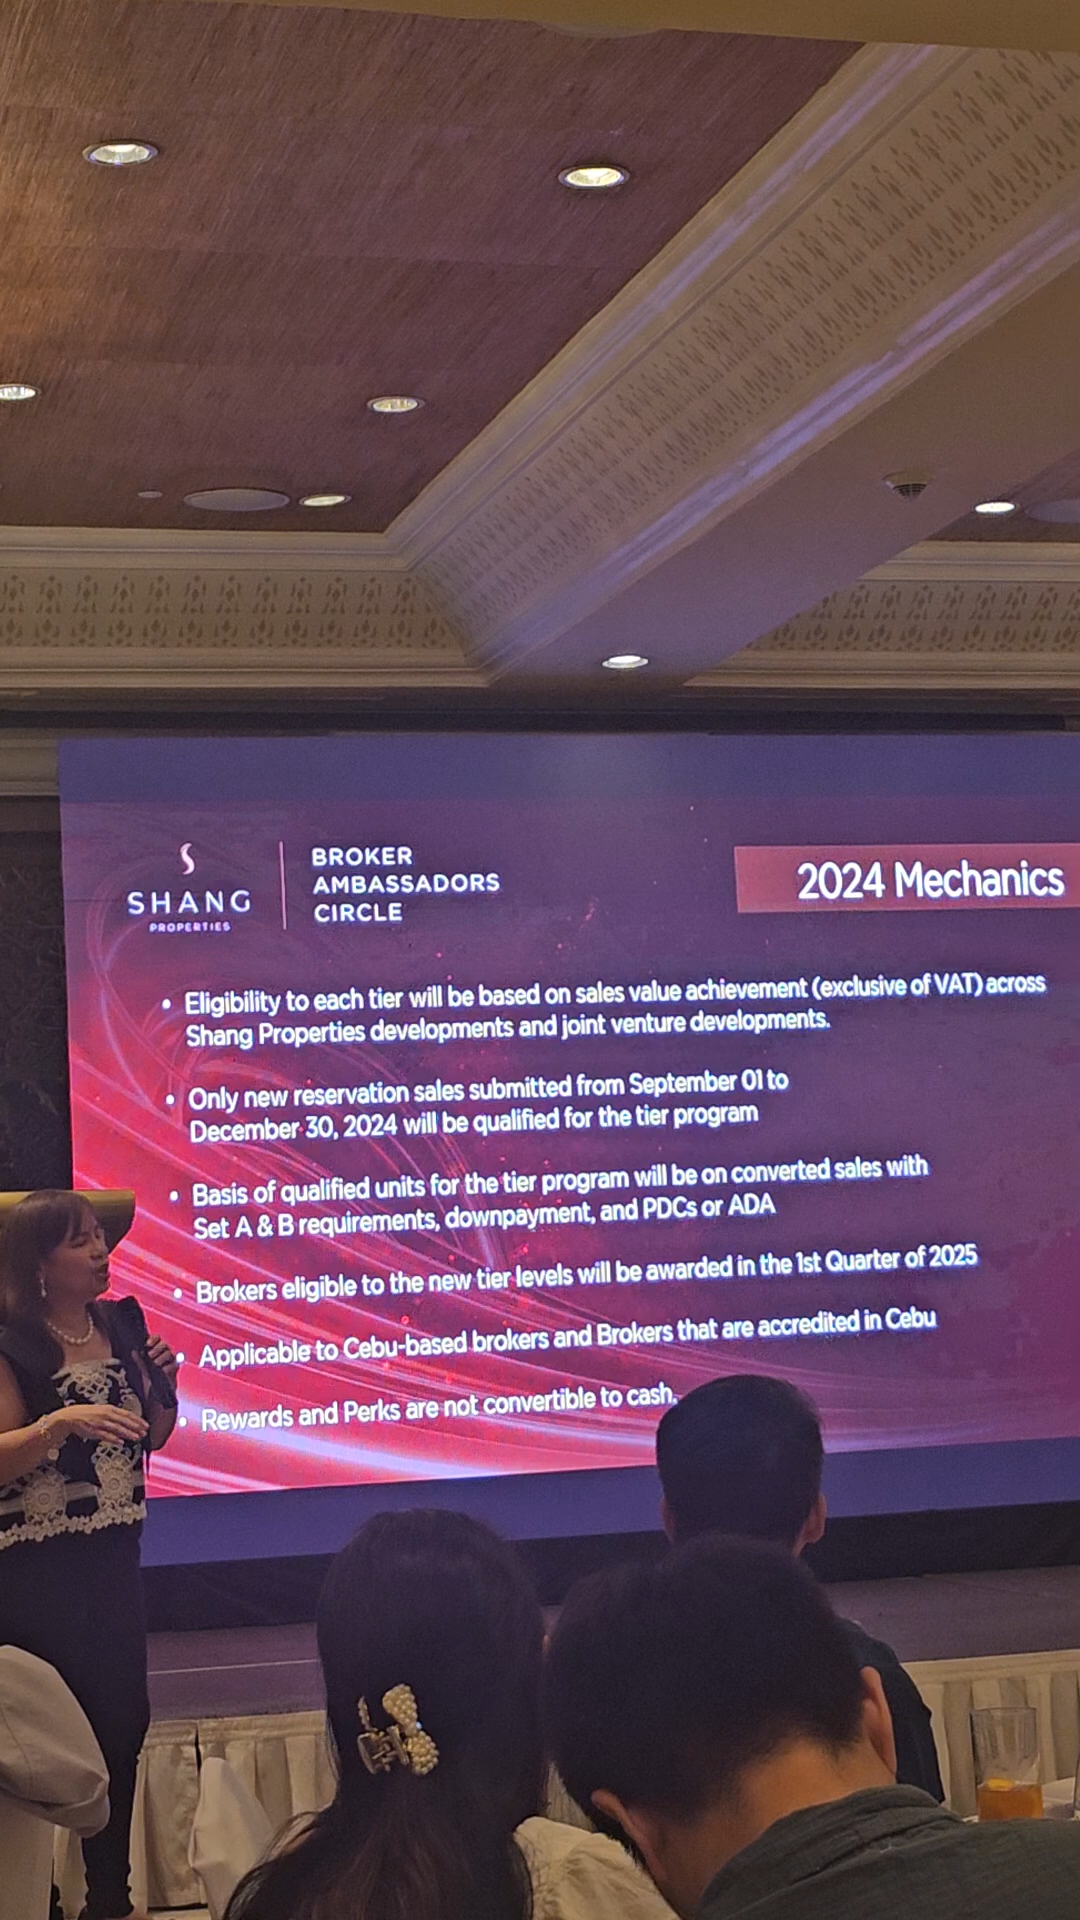 SHANG
PROPERTIES
BROKER
AMBASSADORS
CIRCLE
2024 Mechanics
• Eligibility to each tier will be based on sales value achievement (exclusive of VAT) across
Shang Properties developments and joint venture developments.
• Only new reservation sales submitted from September 01 to
December 30, 2024 will be qualified for the tier program
• Basis of qualified units for the tier program will be on converted sales with
Set A & B requirements, downpayment, and PDCs or ADA
• Brokers eligible to the new tier levels will be awarded in the 1st Quarter of 2025
• Applicable to Cebu-based brokers and Brokers that are accredited in Cebu
• Rewards and Perks are not convertible to cash.